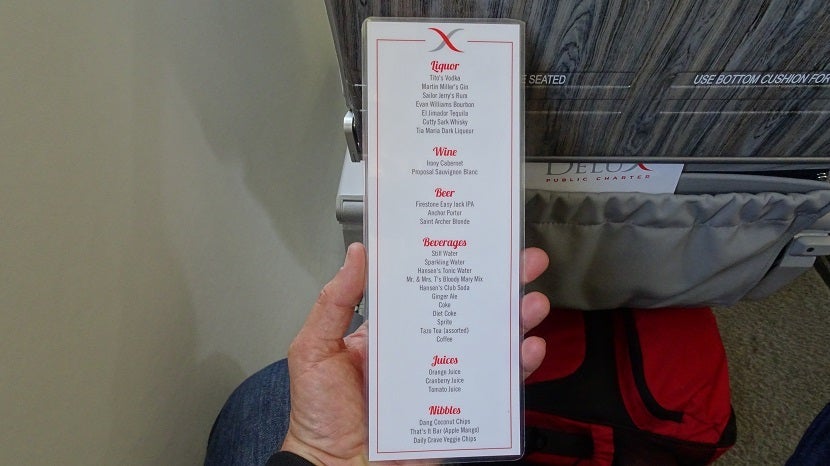 Liquor
Tito's Vodka
Martin Miller's Gin
Sailor Jerry's Rum
Evan Williams Bourbon
El Jimador Tequila
Cutty Sark Whisky
Tia Maria Dark Liqueur
Wine
Irony Cabernet
Proposal Sauvignon Blanc
Beer
Firestone Easy Jack IPA
Anchor Porter
Saint Archer Blonde
Beverages
Still Water
Sparkling Water
Hansen's Tonic Water
Mr. & Mrs. T's Bloody Mary Mix
Hansen's Club Soda
Ginger Ale
Coke
Diet Coke
Sprite
Tazo Tea (assorted)
Coffee
Juices
Orange Juice
Cranberry Juice
Tomato Juice
Nibbles
Dang Coconut Chips
That's It Bar (Apple Mango)
Daily Crave Veggie Chips
E SEATED
USE BOTTOM CUSHION FOR
DELUX
PUBLIC CHARTER